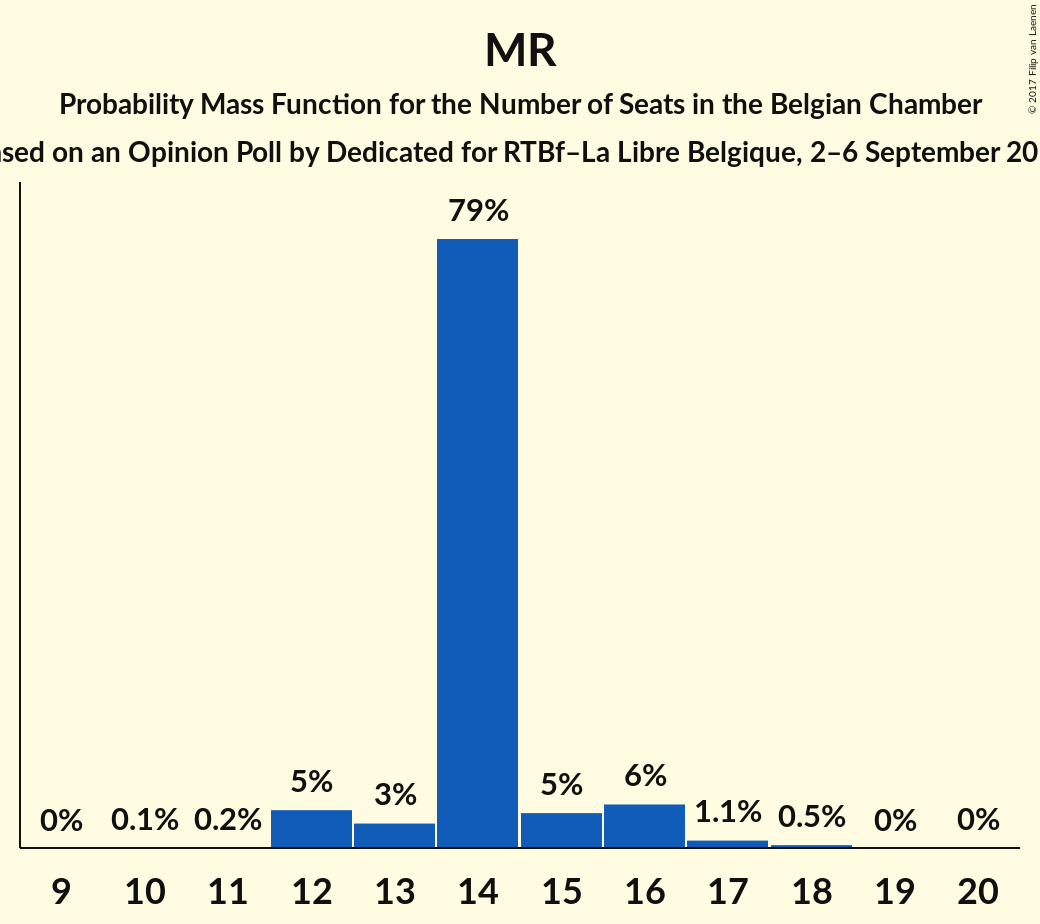 MR
Probability Mass Function for the Number of Seats in the Belgian Chamber
on an Opinion Poll by Dedicated for RTBf–La Libre Belgique, 2–6 September
© 2017 Filip van Laenen
79%
5%
3%
5%
6%
0%
0.1%
0.2%
1.1%
0.5%
0%
0%
9 10 11 12 13 14 15 16 17 18 19 20